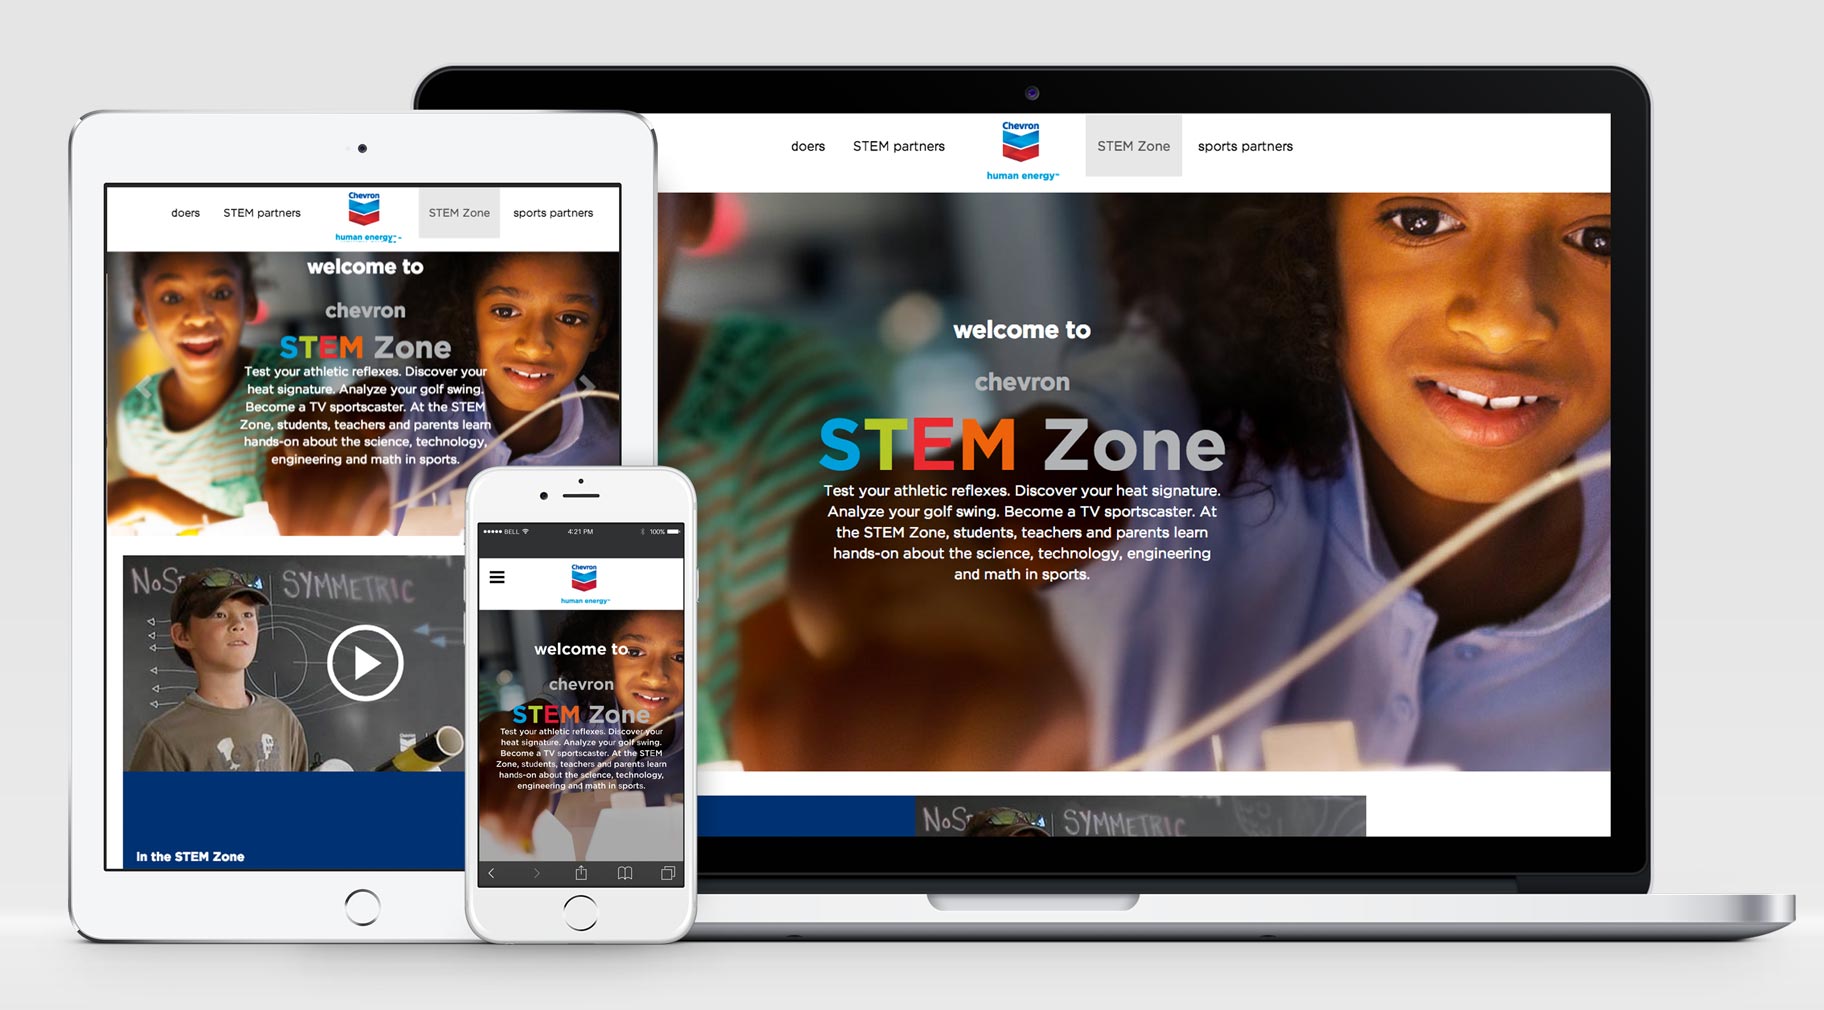 doers STEM partners Chevron human energy™ STEM Zone sports partners
welcome to
chevron
STEM Zone
Test your athletic reflexes. Discover your
heat signature. Analyze your golf swing.
Become a TV sportscaster. At the STEM
Zone, students, teachers and parents learn
hands-on about the science, technology,
engineering and math in sports.
SYMMETRIC
In the STEM Zone
BELL 4:21 PM 100%
Chevron
human energy™
welcome to
chevron
STEM Zone
Test your athletic reflexes. Discover your
heat signature. Analyze your golf swing.
Become a TV sportscaster. At the STEM
Zone, students, teachers and parents learn
hands-on about the science, technology,
engineering and math in sports.
doers STEM partners Chevron human energy™ STEM Zone sports partners
welcome to
chevron
STEM Zone
Test your athletic reflexes. Discover your heat signature.
Analyze your golf swing. Become a TV sportscaster. At
the STEM Zone, students, teachers and parents learn
hands-on about the science, technology, engineering
and math in sports.
SYMMETRIC